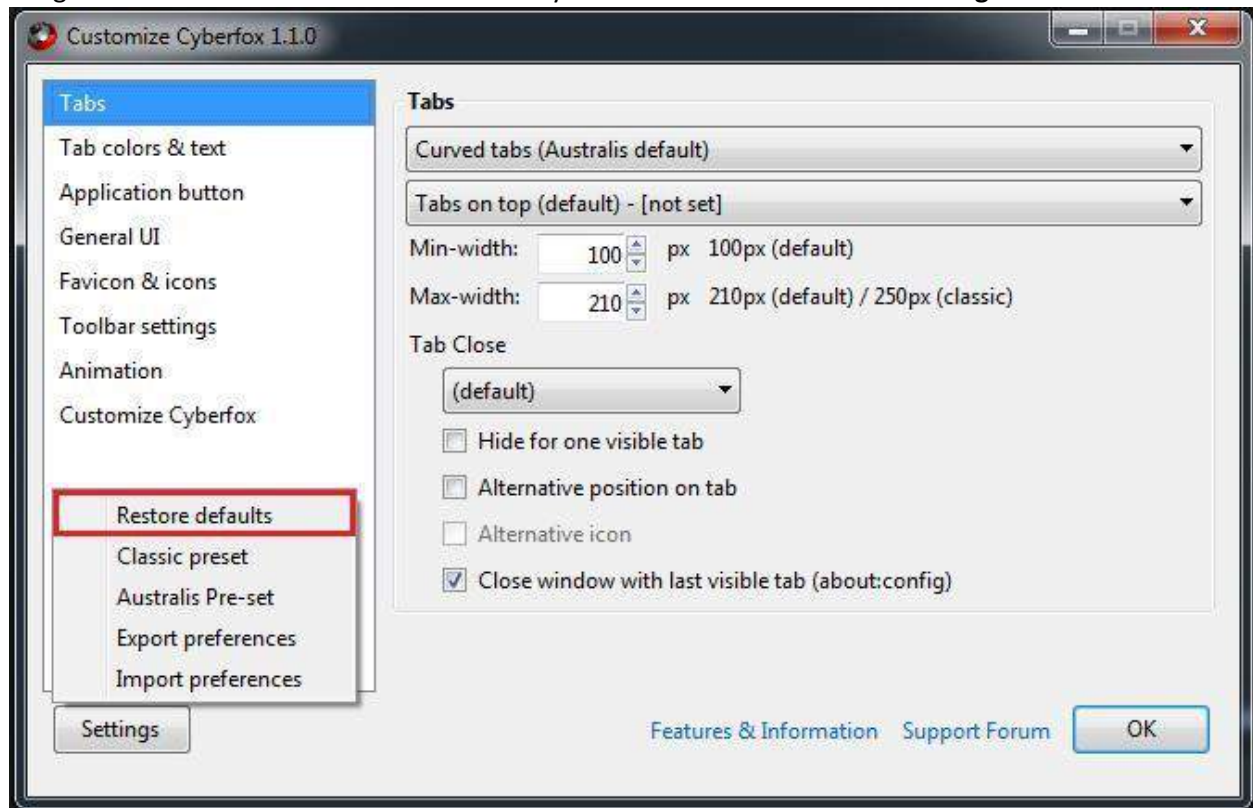 Customize Cyberfox 1.1.0
Tabs
Tab colors & text
Application button
General UI
Favicon & icons
Toolbar settings
Animation
Customize Cyberfox
Restore defaults
Classic preset
Australis Pre-set
Export preferences
Import preferences
Settings
Tabs
Curved tabs (Australis default)
Tabs on top (default) - [not set]
Min-width: 100 px 100px (default)
Max-width: 210 px 210px (default) / 250px (classic)
Tab Close
(default)
Hide for one visible tab
Alternative position on tab
Alternative icon
Close window with last visible tab (about:config)
Features & Information Support Forum OK